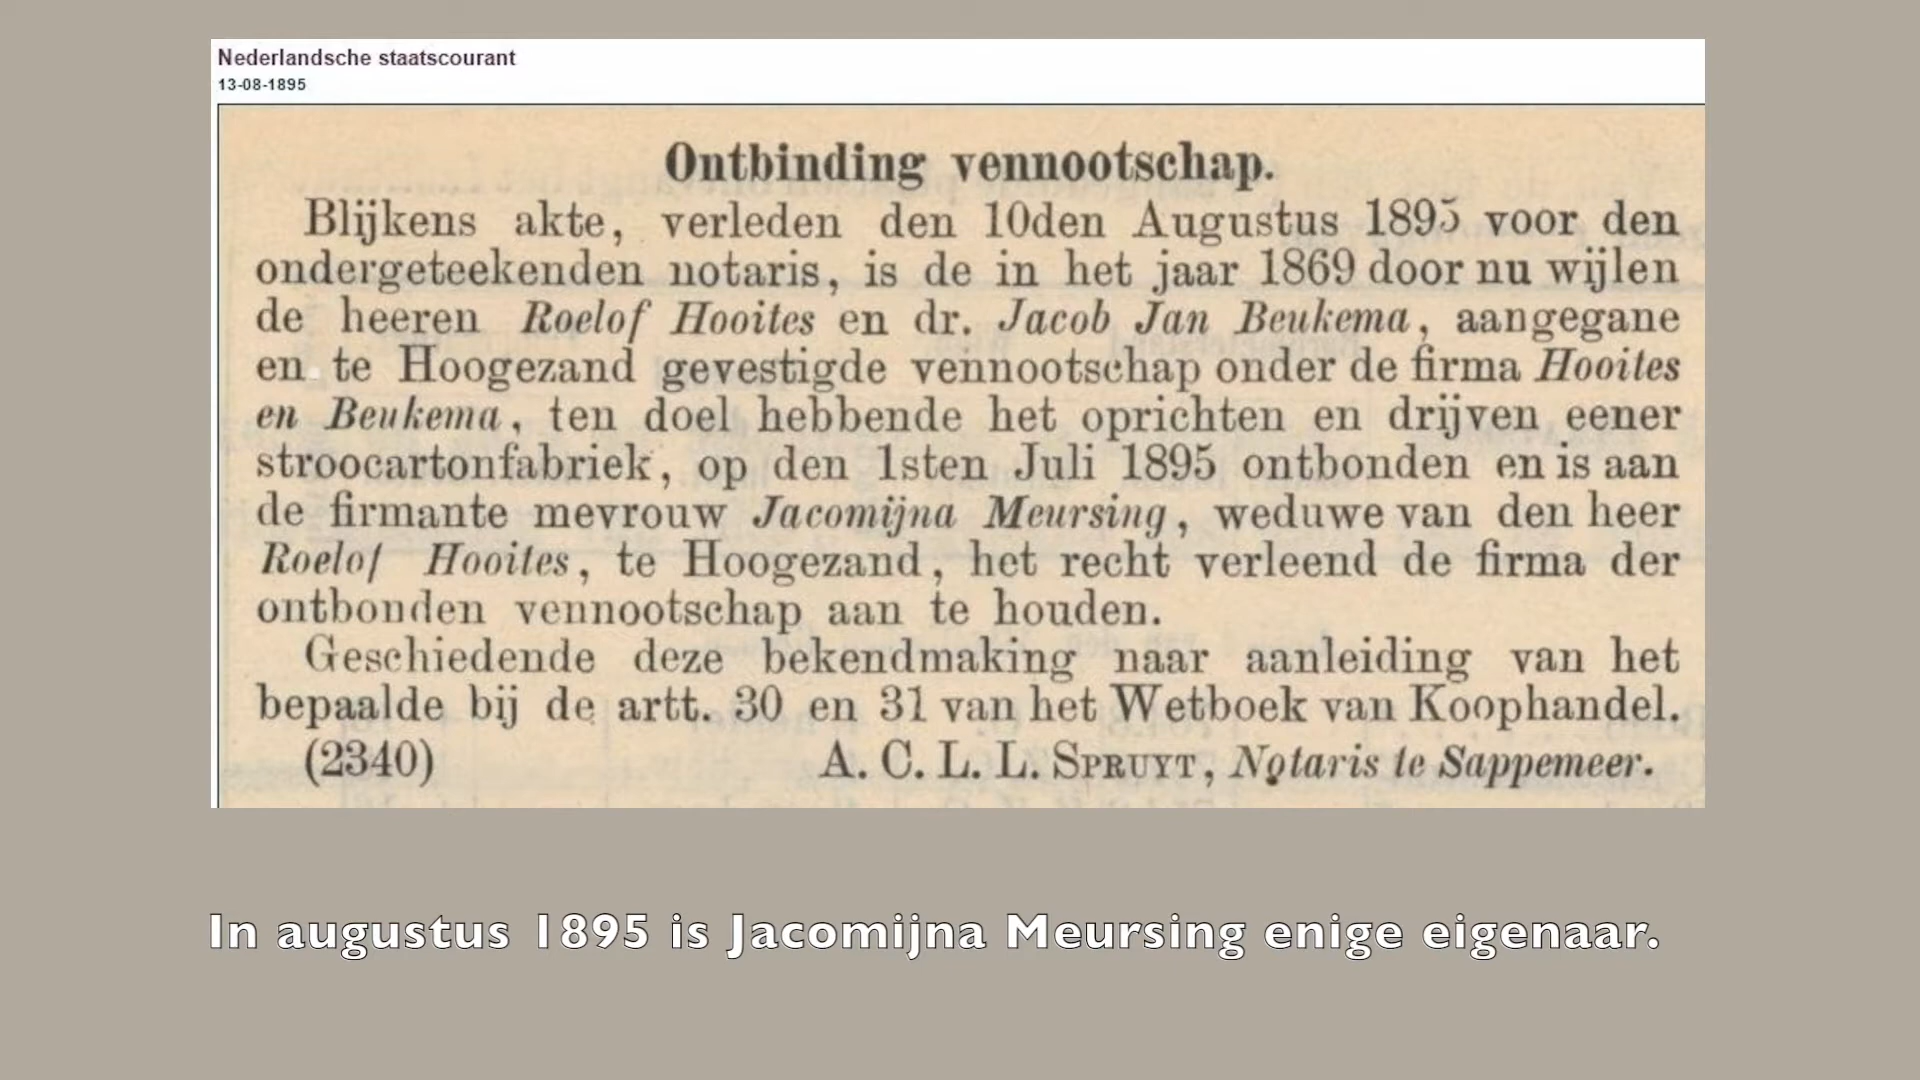 Nederlandsche staatscourant
13-08-1895
Ontbinding vennootschap.
Blijkens akte, verleden den 10den Augustus 1895 voor den
ondergeteekenden notaris, is de in het jaar 1869 door nu wijlen
de heeren Roelof Hooites en dr. Jacob Jan Beukema, aangegane
en te Hoogezand gevestigde vennootschap onder de firma Hooites
en Beukema, ten doel hebbende het oprichten en drijven eener
stroocartonfabriek, op den 1sten Juli 1895 ontbonden en is aan
de firmante mevrouw Jacomijna Meursing, weduwe van den heer
Roelof Hooites, te Hoogezand, het recht verleend de firma der
ontbonden vennootschap aan te houden.
Geschiedende deze bekendmaking naar aanleiding van het
bepaalde bij de artt. 30 en 31 van het Wetboek van Koophandel.
(2340) A. C. L. L. SPRUYT, Notaris te Sappemeer.
In augustus 1895 is Jacomijna Meursing enige eigenaar.